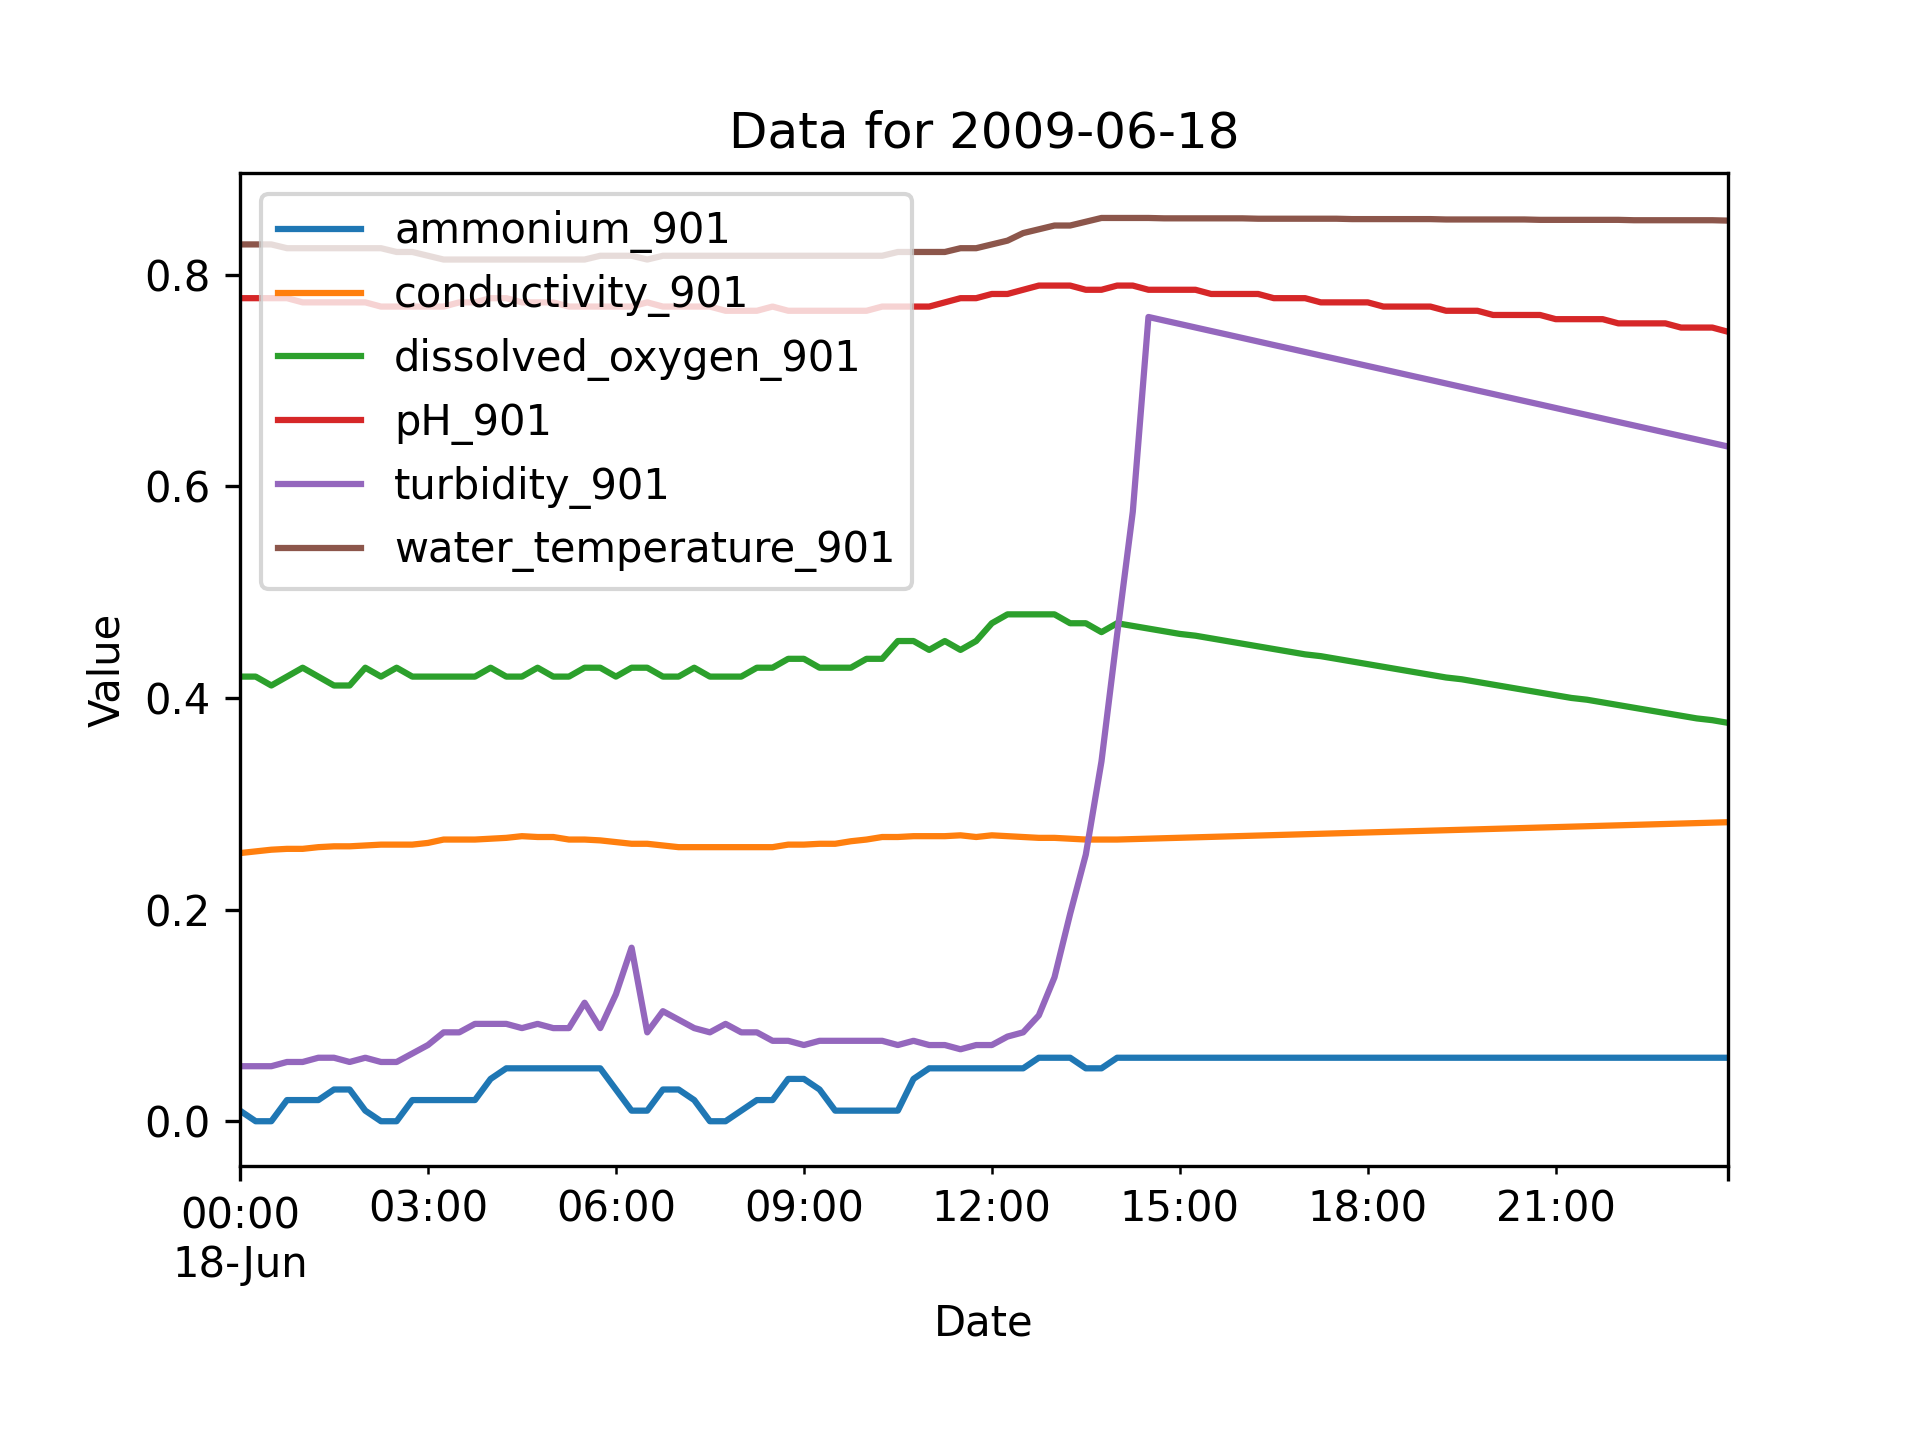 Data for 2009-06-18
ammonium_901
conductivity_901
dissolved_oxygen_901
pH_901
turbidity_901
water_temperature_901
Value
0.8
0.6
0.4
0.2
0.0
00:00 03:00 06:00 09:00 12:00 15:00 18:00 21:00
18-Jun
Date